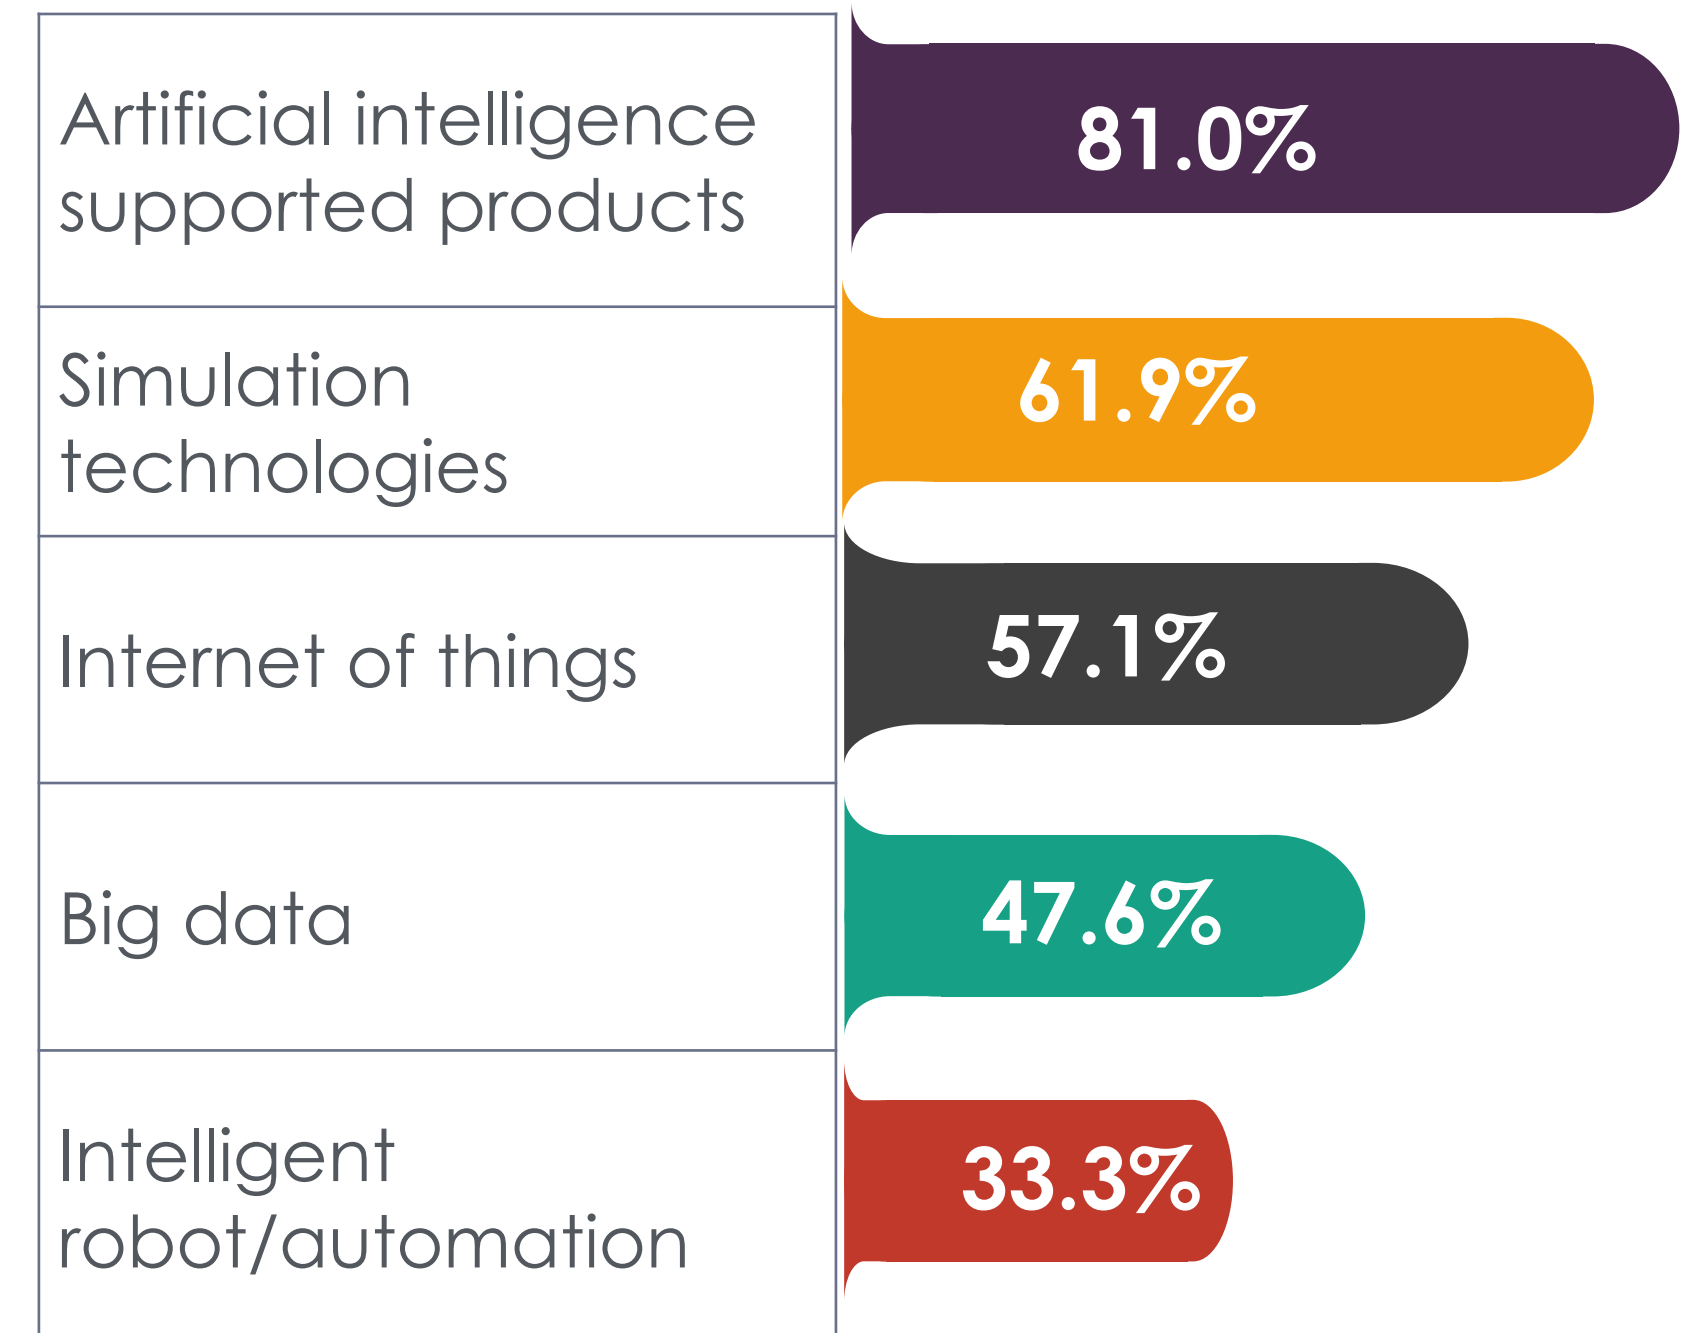 Artificial intelligence
supported products
81.0%
Simulation
technologies
61.9%
Internet of things
57.1%
Big data
47.6%
Intelligent
robot/automation
33.3%